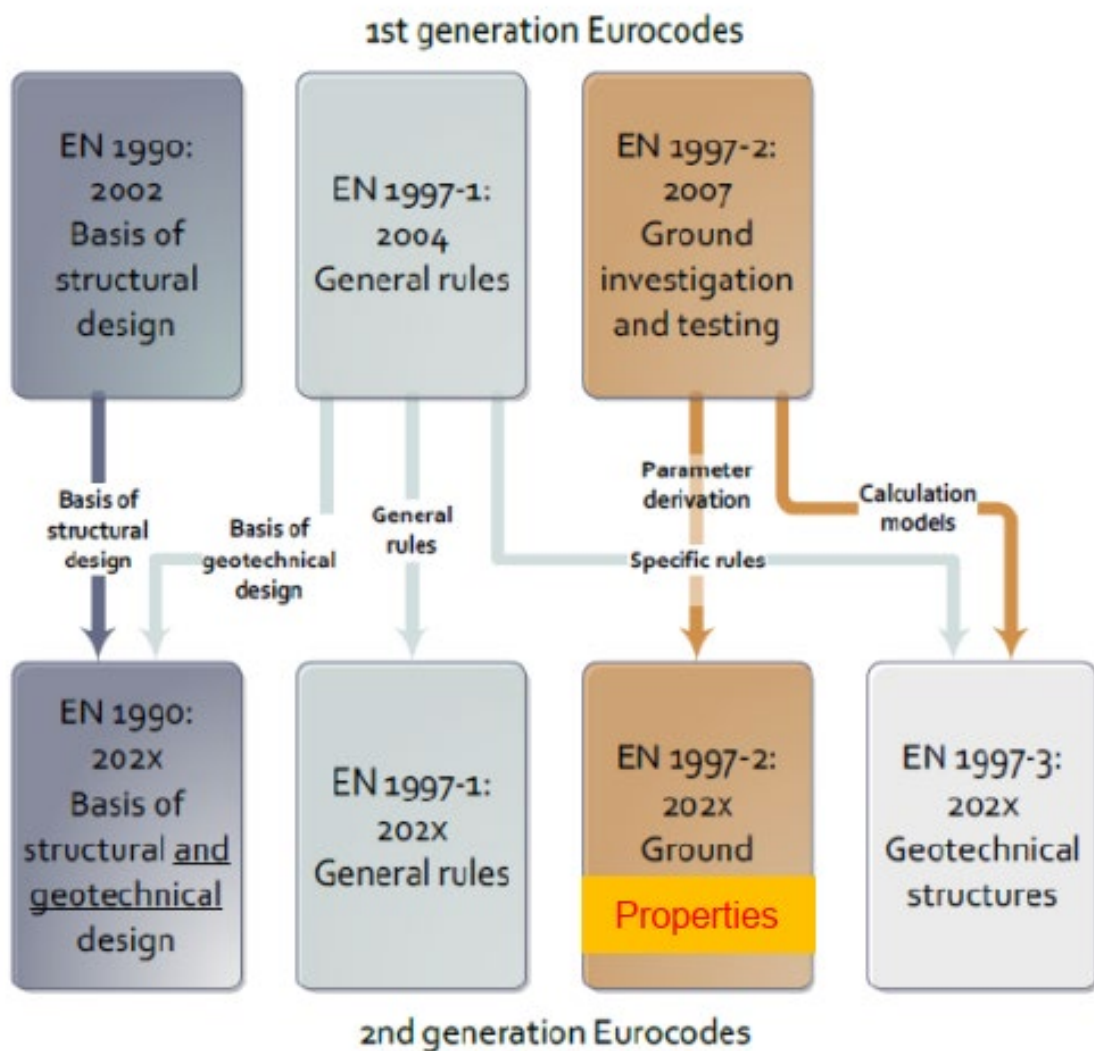 1st generation Eurocodes
EN 1990:
2002
Basis of
structural
design
EN 1997-1:
2004
General rules
EN 1997-2:
2007
Ground
investigation
and testing
Basis of
structural
design
Basis of
geotechnical
design
General
rules
Parameter
derivation
Specific rules
Calculation
models
EN 1990:
202x
Basis of
structural and
geotechnical
design
EN 1997-1:
202x
General rules
EN 1997-2:
202x
Ground
Properties
EN 1997-3:
202x
Geotechnical
structures
2nd generation Eurocodes